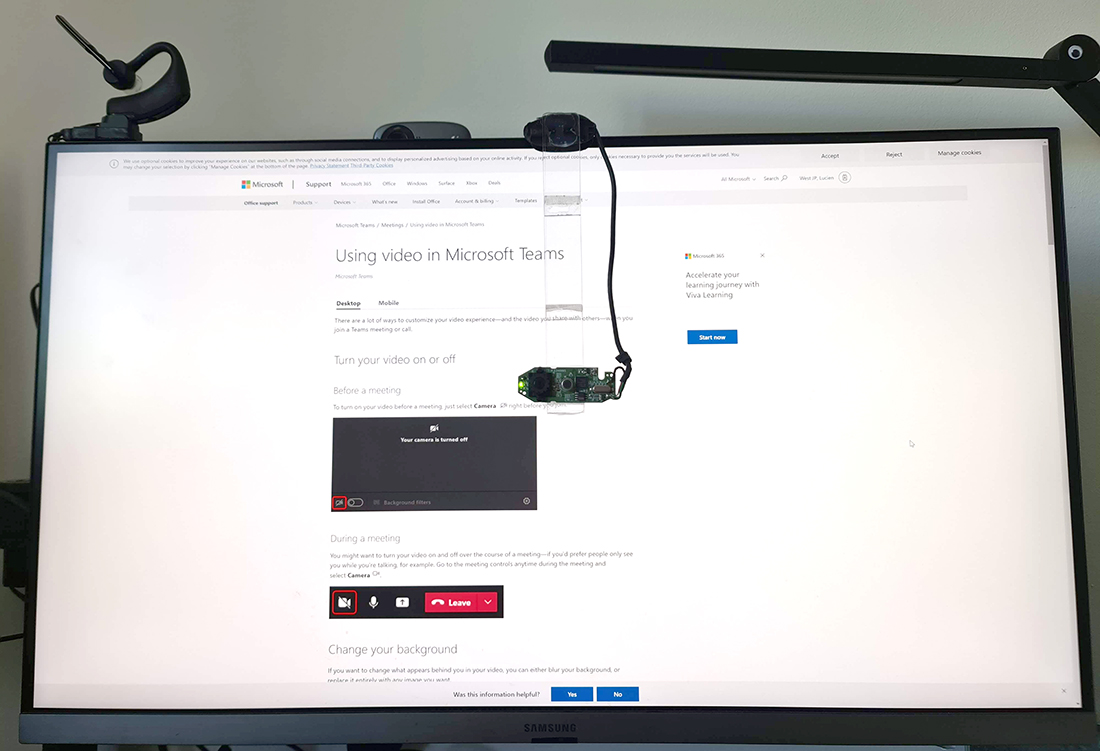 We use optional cookies to improve your experience on our websites, such as through social media connections, and to display personalized advertising based on your online activity. If you reject optional cookies, only necessary to provide you the services will be used. You
may change your selection by clicking "Manage Cookies" at the bottom of the page. Privacy Statement Third-Party Cookies
Accept
Reject
Manage cookies
Microsoft
Support
Microsoft 365
Office
Windows
Surface
Xbox
Deals
All Microsoft
Search
West JP, Lucien
Office support
Products
Devices
What's new
Install Office
Account & billing
Templates
Microsoft Teams / Meetings / Using video in Microsoft Teams
Using video in Microsoft Teams
Microsoft Teams
Desktop
Mobile
There are a lot of ways to customize your video experience—and the video you share with others—when you
join a Teams meeting or call.
Turn your video on or off
Before a meeting
To turn on your video before a meeting, just select Camera right before you join.
Your camera is turned off
Background filters
During a meeting
You might want to turn your video on and off over the course of a meeting—if you'd prefer people only see
you while you're talking, for example. Go to the meeting controls anytime during the meeting and
select Camera .
Leave
Change your background
If you want to change what appears behind you in your video, you can either blur your background, or
replace it entirely with any image you want.
Microsoft 365
Accelerate your
learning journey with
Viva Learning
Start now
Was this information helpful?
Yes
No
SAMSUNG